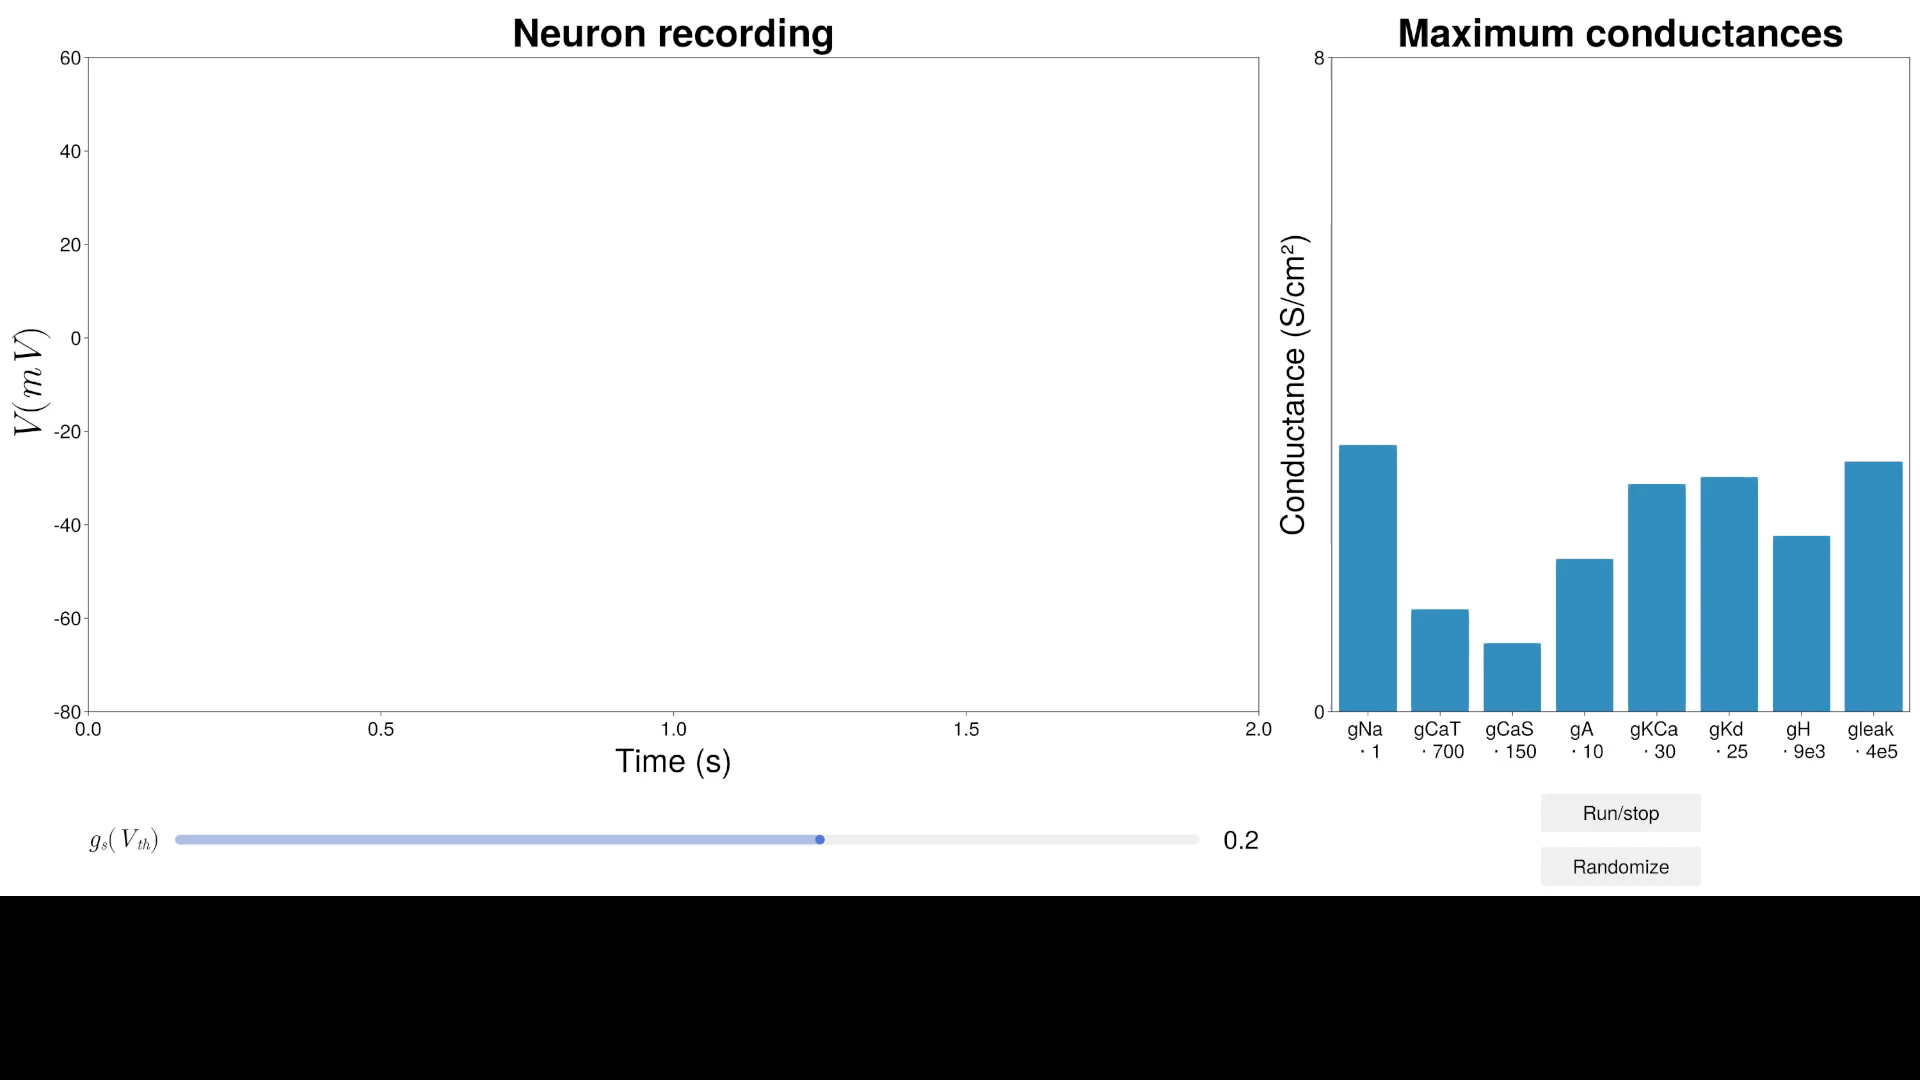 Neuron recording
60
40
20
0
-20
-40
-60
-80
V(mV)
0.0 0.5 1.0 1.5 2.0
Time (s)
gs(Vth) 0.2
Maximum conductances
8
0
Conductance (S/cm²)
gNa gCaT gCaS gA gKCa gKd gH gleak
· 1 · 700 · 150 · 10 · 30 · 25 · 9e3 · 4e5
Run/stop
Randomize